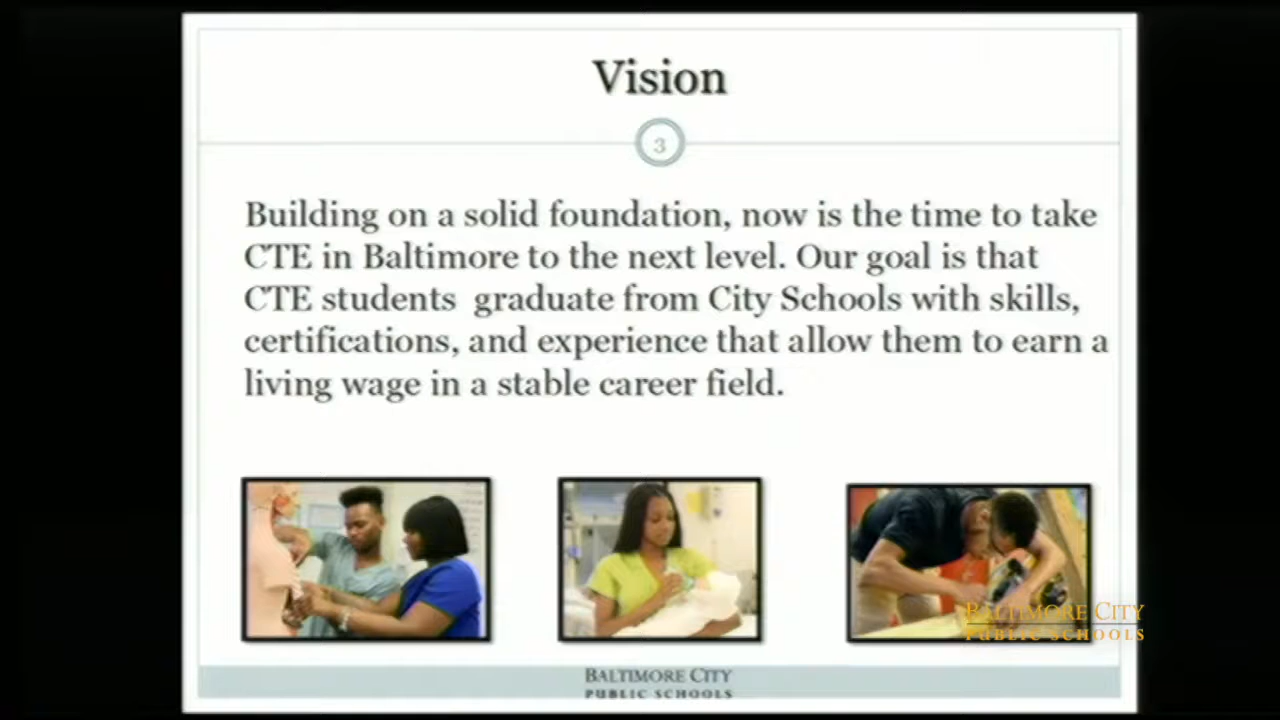 Vision
3
Building on a solid foundation, now is the time to take
CTE in Baltimore to the next level. Our goal is that
CTE students graduate from City Schools with skills,
certifications, and experience that allow them to earn a
living wage in a stable career field.
BALTIMORE CITY
PUBLIC SCHOOLS
BALTIMORE CITY
PUBLIC SCHOOLS